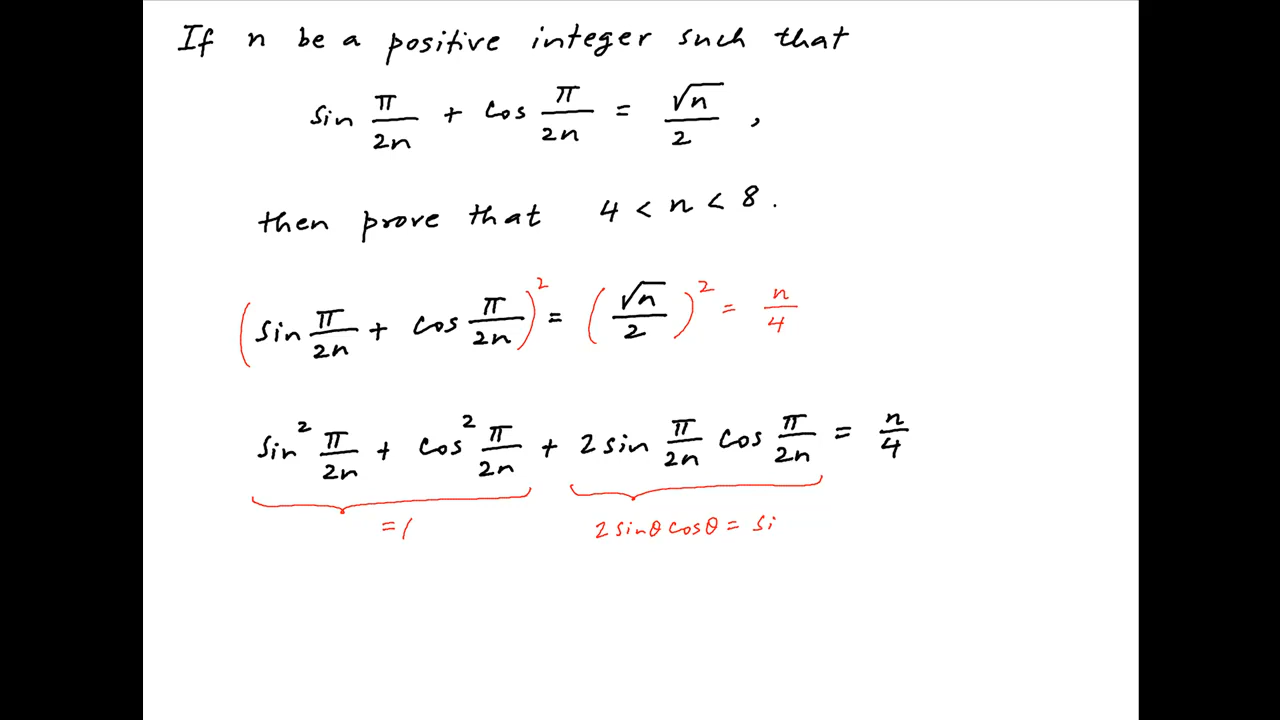 If n be a positive integer such that
sin π/2n + cos π/2n = √n/2 ,
then prove that 4 < n < 8 .
(sin π/2n + cos π/2n)² = (√n/2)² = n/4
sin² π/2n + cos² π/2n + 2 sin π/2n cos π/2n = n/4
= 1 2 sinθ cosθ = si